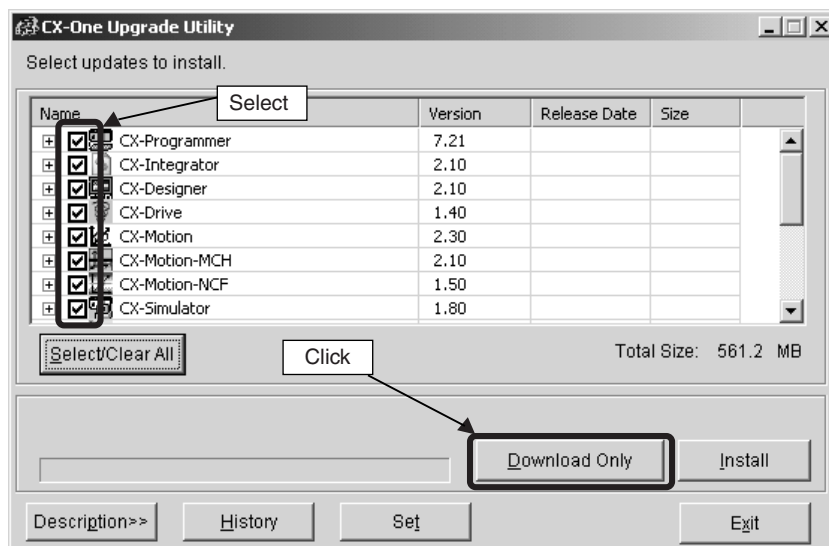 CX-One Upgrade Utility
Select updates to install.
Select
Name Version Release Date Size
CX-Programmer 7.21
CX-Integrator 2.10
CX-Designer 2.10
CX-Drive 1.40
CX-Motion 2.30
CX-Motion-MCH 2.10
CX-Motion-NCF 1.50
CX-Simulator 1.80
Select/Clear All
Click
Total Size: 561.2 MB
Download Only
Install
Description>>
History
Set
Exit